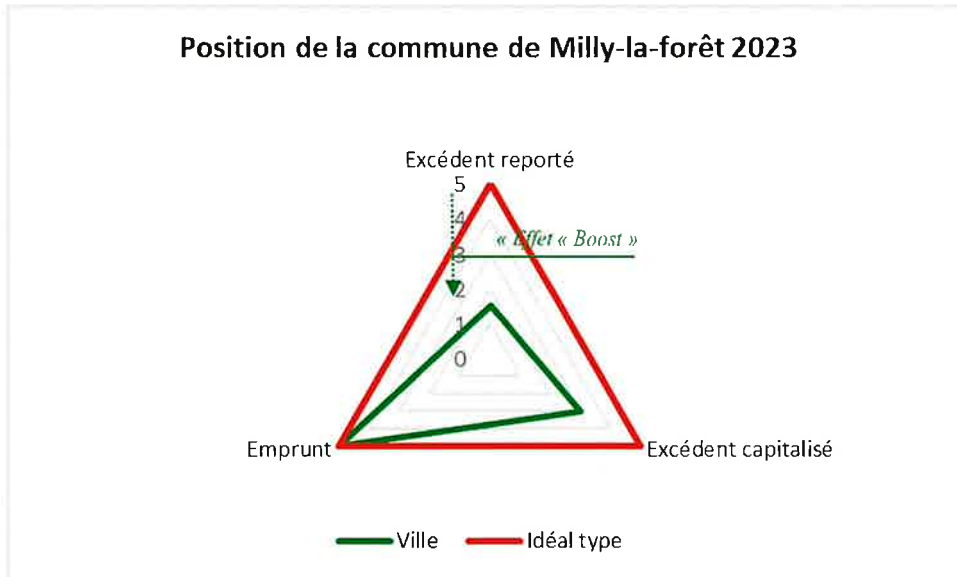 Position de la commune de Milly-la-forêt 2023
Excédent reporté
5
4
« Effet « Boost »
3
2
1
0
Emprunt
Excédent capitalisé
Ville
Idéal type